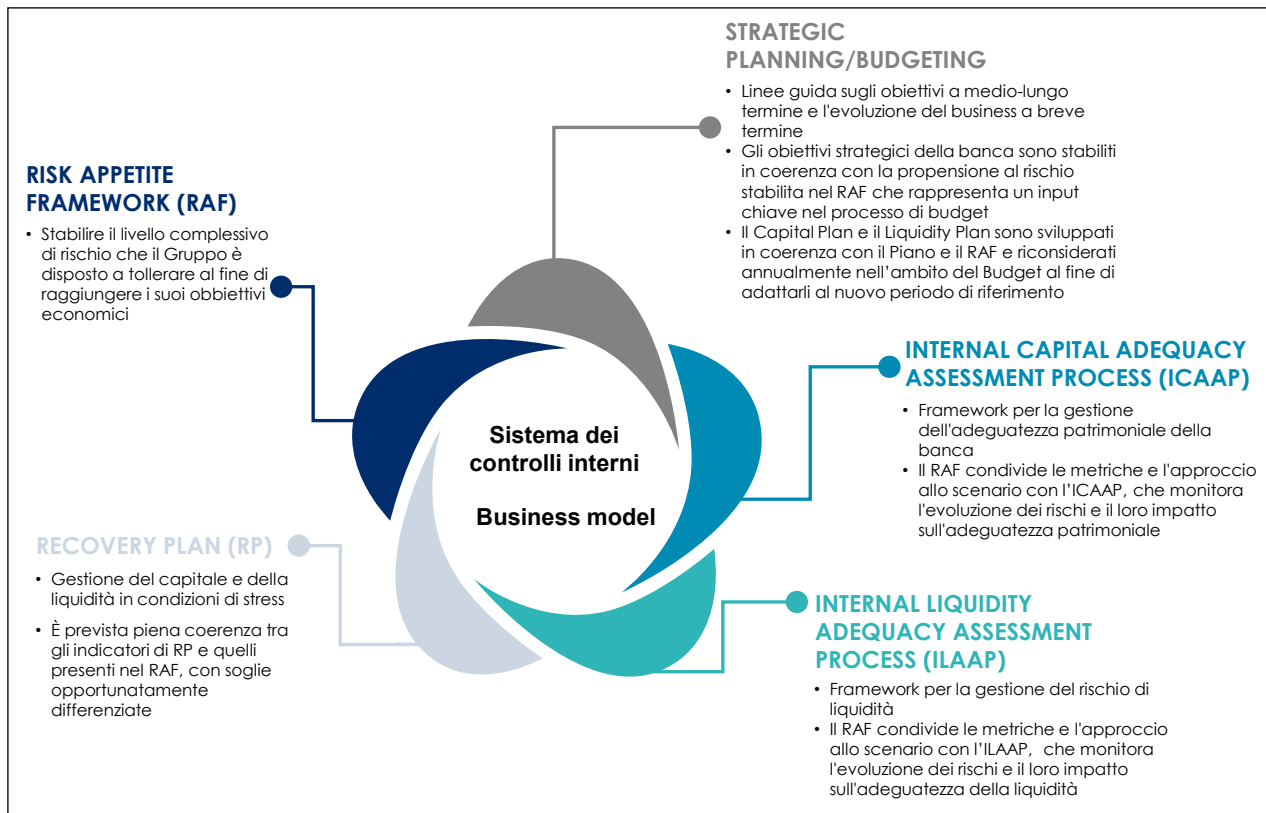 STRATEGIC
PLANNING/BUDGETING
• Linee guida sugli obiettivi a medio-lungo
termine e l'evoluzione del business a breve
termine
• Gli obiettivi strategici della banca sono stabiliti
in coerenza con la propensione al rischio
stabilita nel RAF che rappresenta un input
chiave nel processo di budget
• Il Capital Plan e il Liquidity Plan sono sviluppati
in coerenza con il Piano e il RAF e riconsiderati
annualmente nell'ambito del Budget al fine di
adattarli al nuovo periodo di riferimento
RISK APPETITE
FRAMEWORK (RAF)
• Stabilire il livello complessivo
di rischio che il Gruppo è
disposto a tollerare al fine di
raggiungere i suoi obbiettivi
economici
INTERNAL CAPITAL ADEQUACY
ASSESSMENT PROCESS (ICAAP)
• Framework per la gestione
dell'adeguatezza patrimoniale della
banca
• Il RAF condivide le metriche e l'approccio
allo scenario con l'ICAAP, che monitora
l'evoluzione dei rischi e il loro impatto
sull'adeguatezza patrimoniale
Sistema dei
controlli interni
Business model
RECOVERY PLAN (RP)
• Gestione del capitale e della
liquidità in condizioni di stress
• È prevista piena coerenza tra
gli indicatori di RP e quelli
presenti nel RAF, con soglie
opportunatamente
differenziate
INTERNAL LIQUIDITY
ADEQUACY ASSESSMENT
PROCESS (ILAAP)
• Framework per la gestione del rischio di
liquidità
• Il RAF condivide le metriche e l'approccio
allo scenario con l'ILAAP, che monitora
l'evoluzione dei rischi e il loro impatto
sull'adeguatezza della liquidità